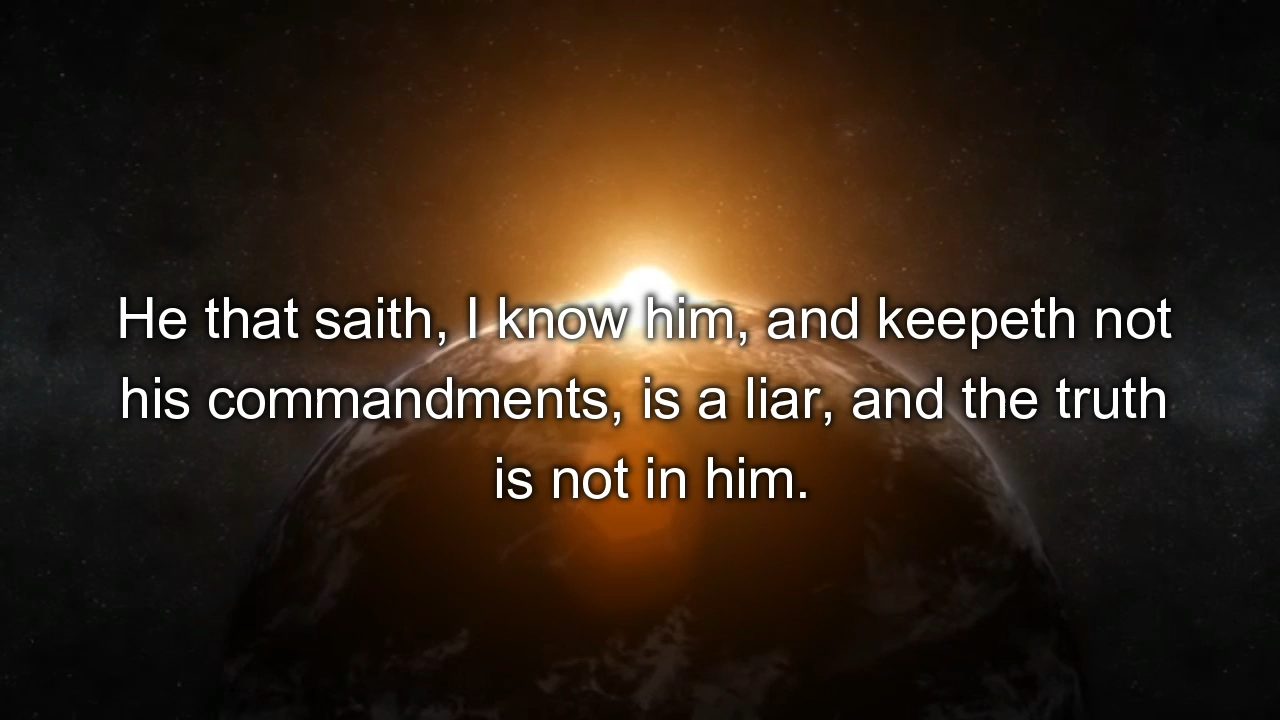 He that saith, I know him, and keepeth not
his commandments, is a liar, and the truth
is not in him.